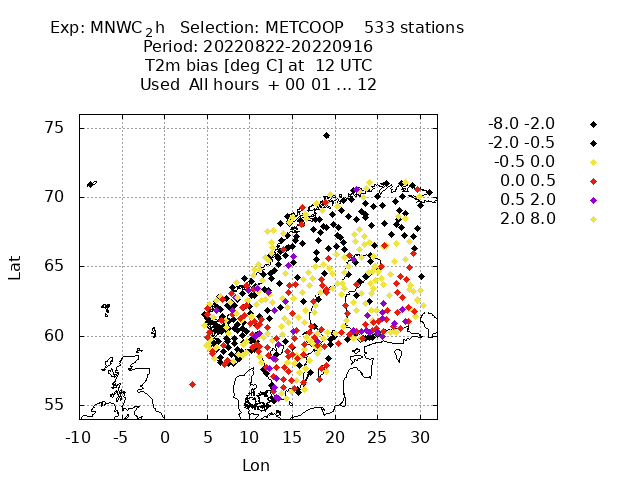 Exp: MNWC_2h   Selection: METCOOP    533 stations
Period: 20220822-20220916
T2m bias [deg C] at  12 UTC
Used  All hours  + 00 01 ... 12
-8.0 -2.0
-2.0 -0.5
-0.5 0.0
0.0 0.5
0.5 2.0
2.0 8.0
75
70
65
60
55
Lat
-10 -5 0 5 10 15 20 25 30
Lon